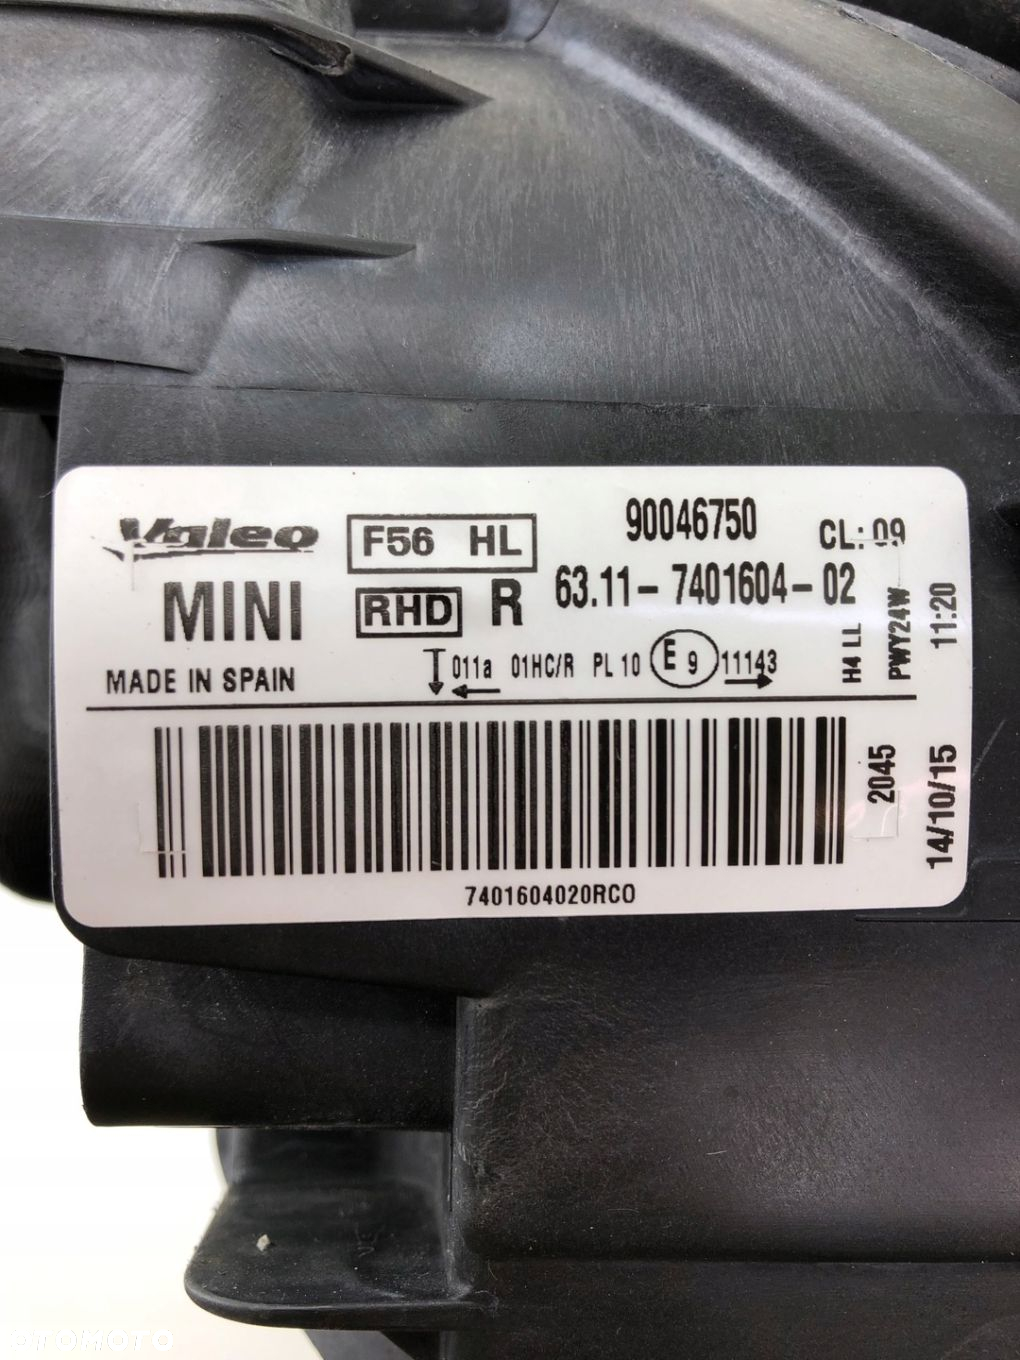 Valeo F56 HL 90046750 CL: 09
MINI RHD R 63.11-7401604-02
MADE IN SPAIN 011a 01HC/R PL 10 E 9 11143
H4 LL
PWY24W
11:20
2045
14/10/15
7401604020RCO
OTOMOTO